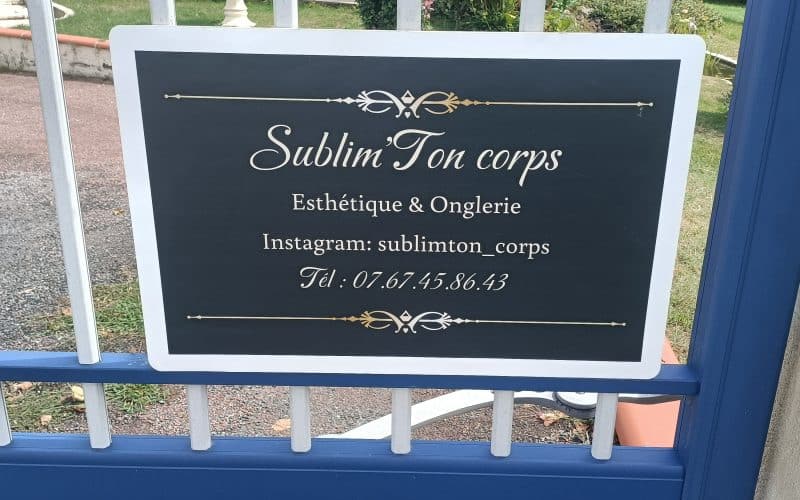 Sublim'Ton corps
Esthétique & Onglerie
Instagram: sublimton_corps
Tél : 07.67.45.86.43